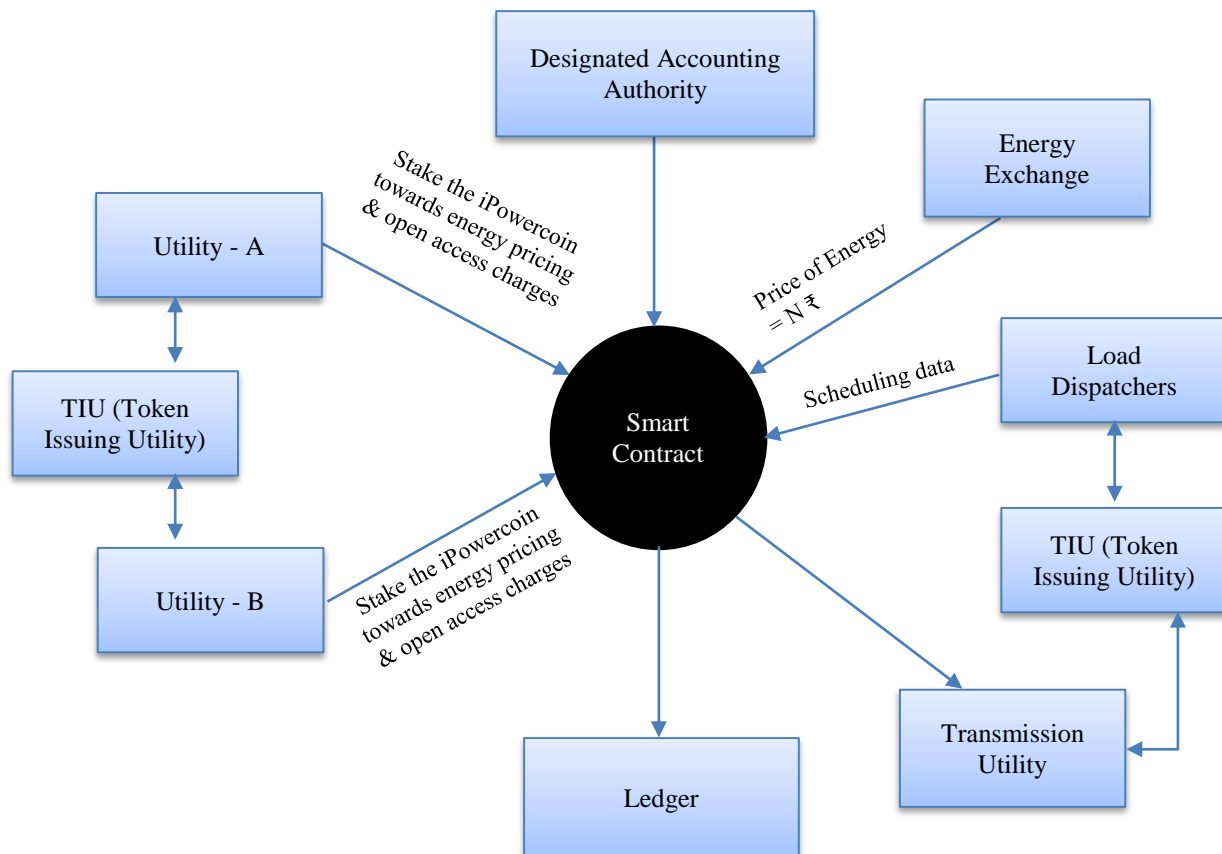 Designated Accounting
Authority
Energy
Exchange
Stake the iPowercoin
towards energy pricing
& open access charges
Utility - A
Price of Energy
= N ₹
Load
Dispatchers
Scheduling data
TIU (Token
Issuing Utility)
Smart
Contract
Stake the iPowercoin
towards energy pricing
& open access charges
TIU (Token
Issuing Utility)
Utility - B
Transmission
Utility
Ledger